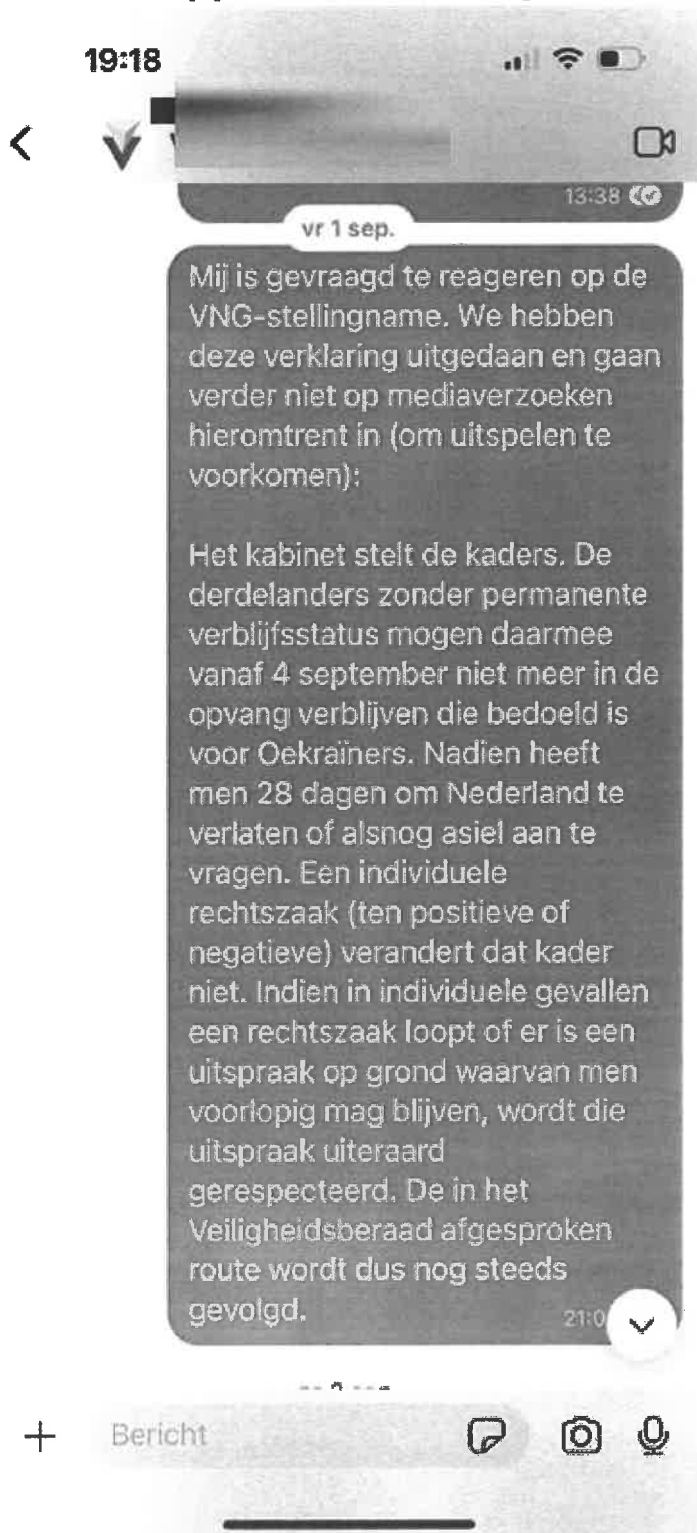 19:18
13:38
vr 1 sep.
Mij is gevraagd te reageren op de
VNG-stellingname. We hebben
deze verklaring uitgedaan en gaan
verder niet op mediaverzoeken
hieromtrent in (om uitspelen te
voorkomen):
Het kabinet stelt de kaders. De
derdelanders zonder permanente
verblijfsstatus mogen daarmee
vanaf 4 september niet meer in de
opvang verblijven die bedoeld is
voor Oekraïners. Nadien heeft
men 28 dagen om Nederland te
verlaten of alsnog asiel aan te
vragen. Een individuele
rechtszaak (ten positieve of
negatieve) verandert dat kader
niet. Indien in individuele gevallen
een rechtszaak loopt of er is een
uitspraak op grond waarvan men
voorlopig mag blijven, wordt die
uitspraak uiteraard
gerespecteerd. De in het
Veiligheidsberaad afgesproken
route wordt dus nog steeds
gevolgd.
Bericht